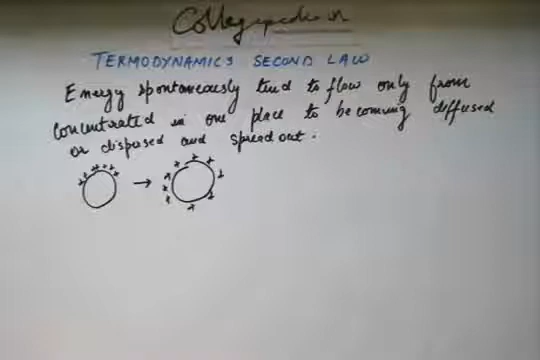 Collegepedia.in
TERMODYNAMICS SECOND LAW
Energy spontaneously tend to flow only from
concentrated in one place to becoming diffused
or dispersed and spread out.